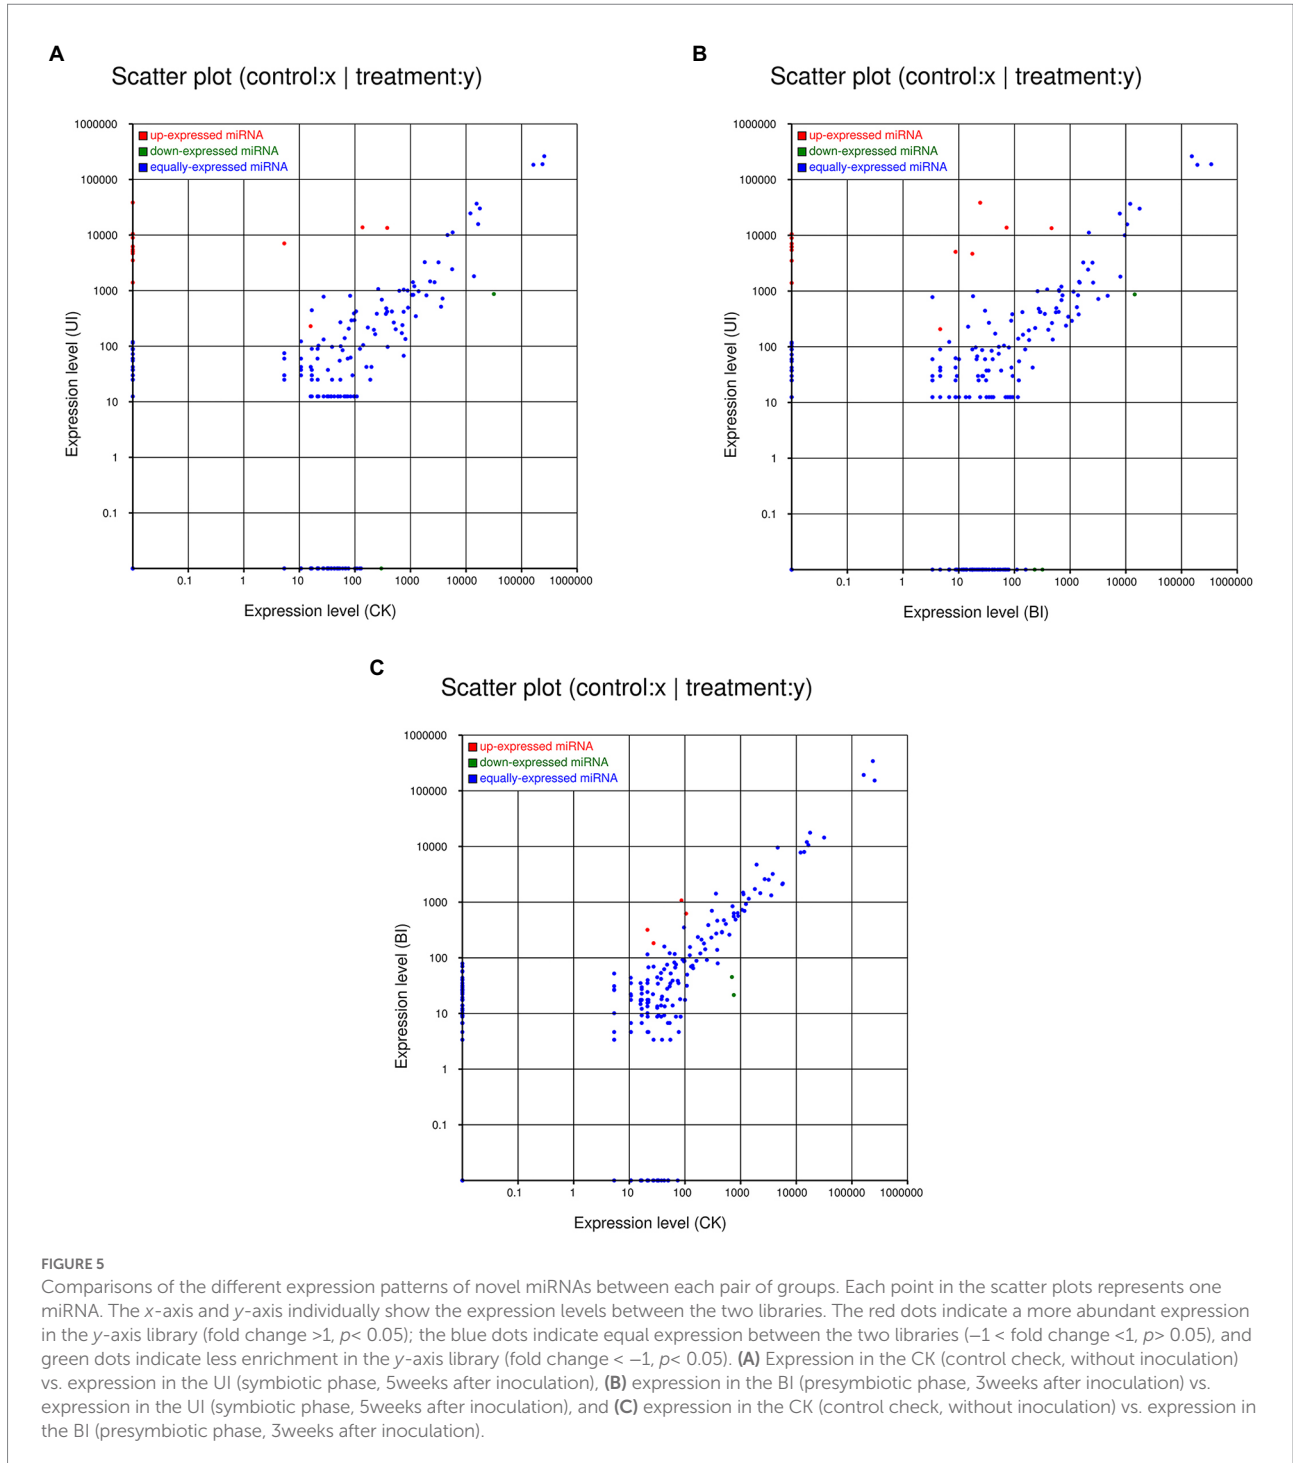 A
Scatter plot (control:x | treatment:y)
1000000
100000
10000
1000
100
10
1
0.1
up-expressed miRNA
down-expressed miRNA
equally-expressed miRNA
Expression level (UI)
0.1 1 10 100 1000 10000 100000 1000000
Expression level (CK)
B
Scatter plot (control:x | treatment:y)
1000000
100000
10000
1000
100
10
1
0.1
up-expressed miRNA
down-expressed miRNA
equally-expressed miRNA
Expression level (UI)
0.1 1 10 100 1000 10000 100000 1000000
Expression level (BI)
C
Scatter plot (control:x | treatment:y)
1000000
100000
10000
1000
100
10
1
0.1
up-expressed miRNA
down-expressed miRNA
equally-expressed miRNA
Expression level (BI)
0.1 1 10 100 1000 10000 100000 1000000
Expression level (CK)
FIGURE 5
Comparisons of the different expression patterns of novel miRNAs between each pair of groups. Each point in the scatter plots represents one
miRNA. The x-axis and y-axis individually show the expression levels between the two libraries. The red dots indicate a more abundant expression
in the y-axis library (fold change >1, p< 0.05); the blue dots indicate equal expression between the two libraries (−1 < fold change <1, p> 0.05), and
green dots indicate less enrichment in the y-axis library (fold change < −1, p< 0.05). (A) Expression in the CK (control check, without inoculation)
vs. expression in the UI (symbiotic phase, 5weeks after inoculation), (B) expression in the BI (presymbiotic phase, 3weeks after inoculation) vs.
expression in the UI (symbiotic phase, 5weeks after inoculation), and (C) expression in the CK (control check, without inoculation) vs. expression in
the BI (presymbiotic phase, 3weeks after inoculation).